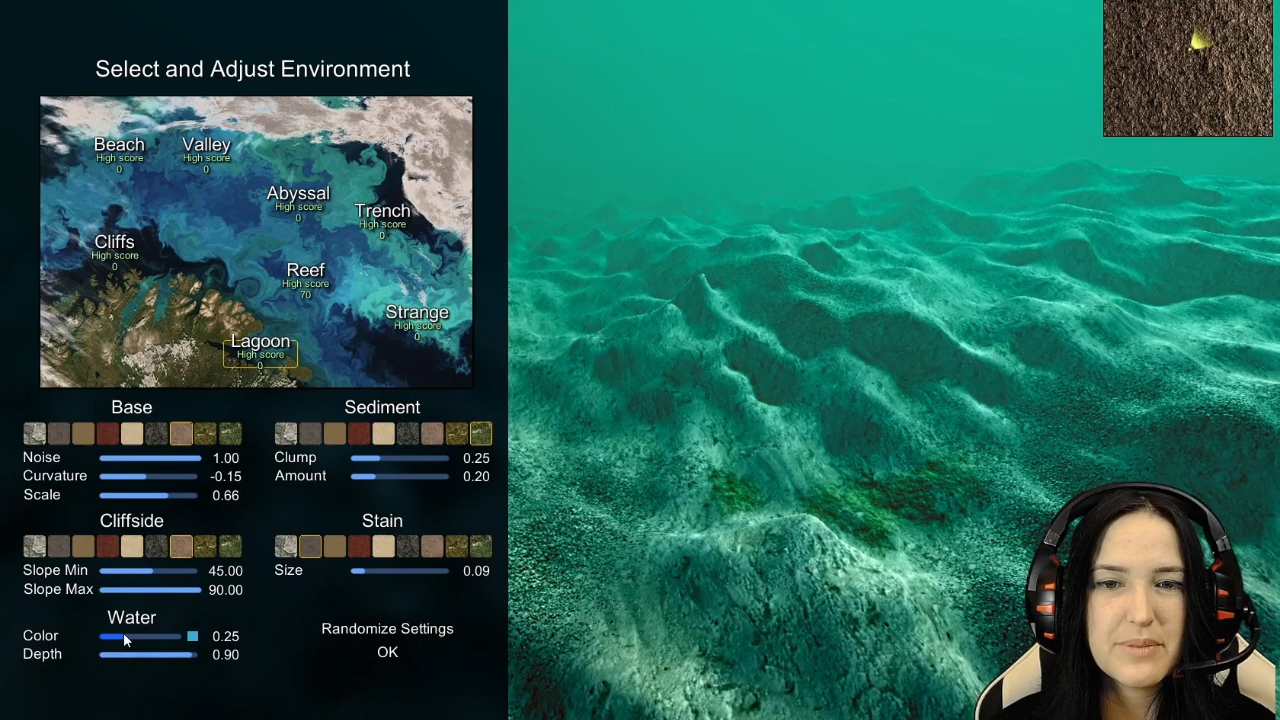 Select and Adjust Environment
Beach
High score
0
Valley
High score
0
Abyssal
High score
0
Trench
High score
0
Cliffs
High score
0
Reef
High score
70
Strange
High score
0
Lagoon
High score
0
Base
Noise 1.00
Curvature -0.15
Scale 0.66
Sediment
Clump 0.25
Amount 0.20
Cliffside
Slope Min 45.00
Slope Max 90.00
Stain
Size 0.09
Water
Color 0.25
Depth 0.90
Randomize Settings
OK